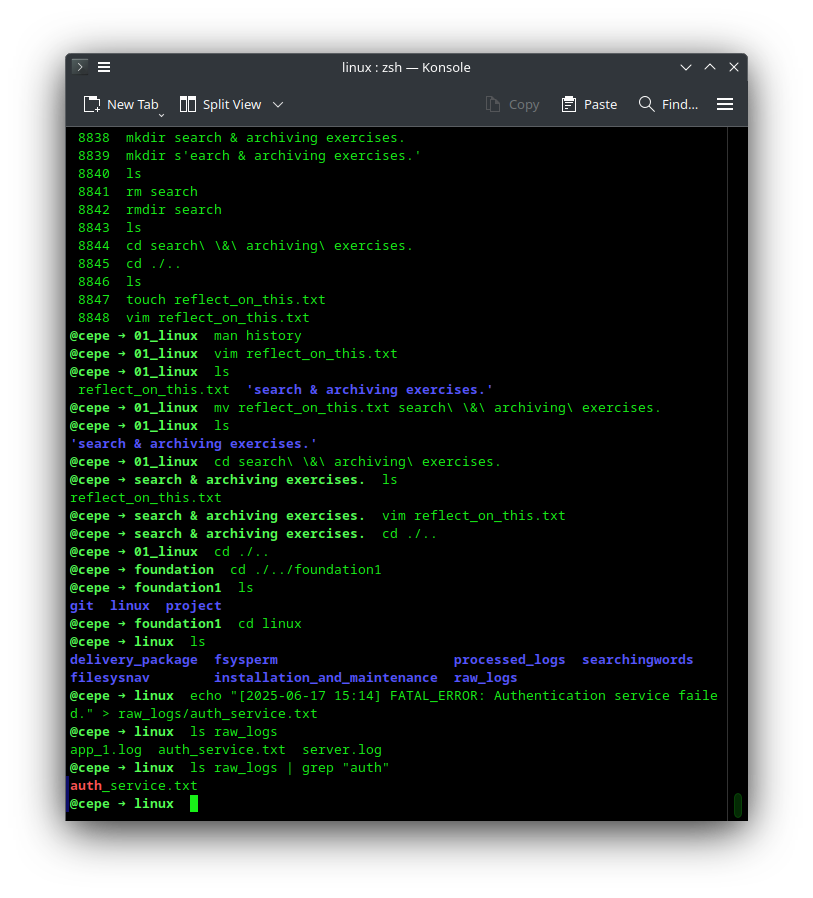 linux : zsh — Konsole
New Tab Split View Copy Paste Find...
8838 mkdir search & archiving exercises.
8839 mkdir s'earch & archiving exercises.'
8840 ls
8841 rm search
8842 rmdir search
8843 ls
8844 cd search\ \&\ archiving\ exercises.
8845 cd ./..
8846 ls
8847 touch reflect_on_this.txt
8848 vim reflect_on_this.txt
@cepe → 01_linux man history
@cepe → 01_linux vim reflect_on_this.txt
@cepe → 01_linux ls
reflect_on_this.txt 'search & archiving exercises.'
@cepe → 01_linux mv reflect_on_this.txt search\ \&\ archiving\ exercises.
@cepe → 01_linux ls
'search & archiving exercises.'
@cepe → 01_linux cd search\ \&\ archiving\ exercises.
@cepe → search & archiving exercises. ls
reflect_on_this.txt
@cepe → search & archiving exercises. vim reflect_on_this.txt
@cepe → search & archiving exercises. cd ./..
@cepe → 01_linux cd ./..
@cepe → foundation cd ./../foundation1
@cepe → foundation1 ls
git linux project
@cepe → foundation1 cd linux
@cepe → linux ls
delivery_package fsysperm processed_logs searchingwords
filesysnav installation_and_maintenance raw_logs
@cepe → linux echo "[2025-06-17 15:14] FATAL_ERROR: Authentication service faile
d." > raw_logs/auth_service.txt
@cepe → linux ls raw_logs
app_1.log auth_service.txt server.log
@cepe → linux ls raw_logs | grep "auth"
auth_service.txt
@cepe → linux